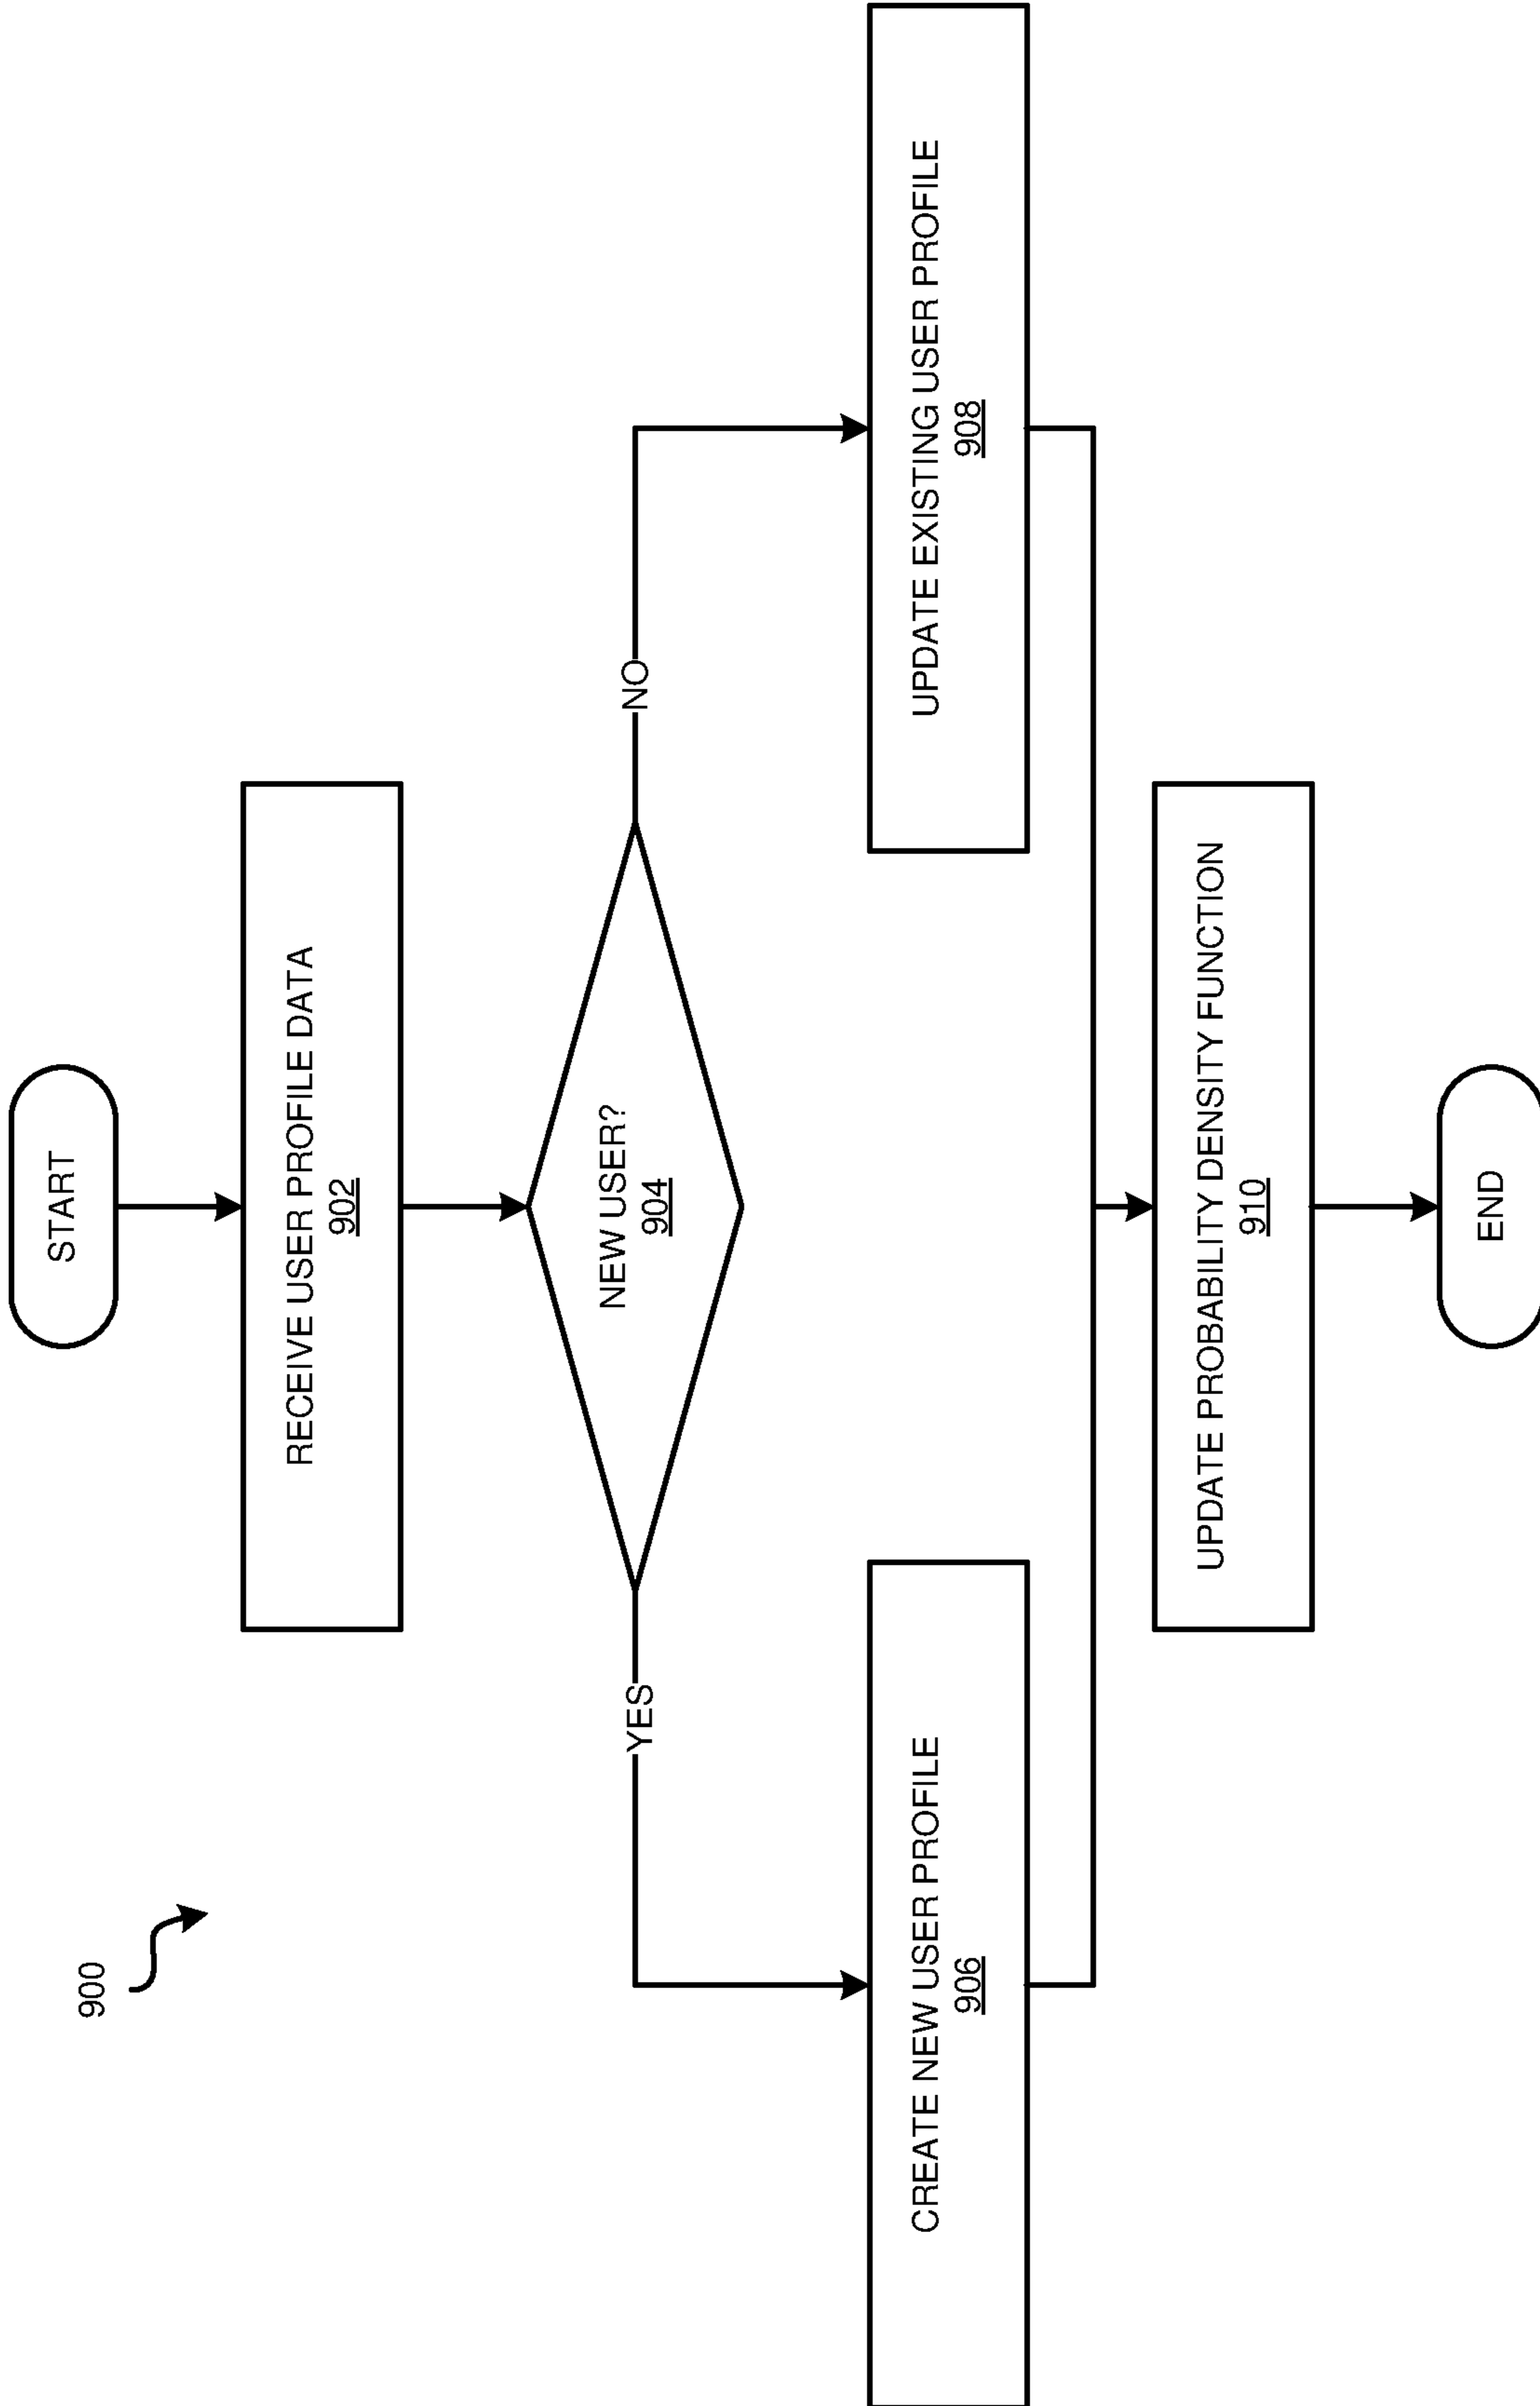 900
START
RECEIVE USER PROFILE DATA
902
NEW USER?
904
YES
NO
CREATE NEW USER PROFILE
906
UPDATE EXISTING USER PROFILE
908
UPDATE PROBABILITY DENSITY FUNCTION
910
END